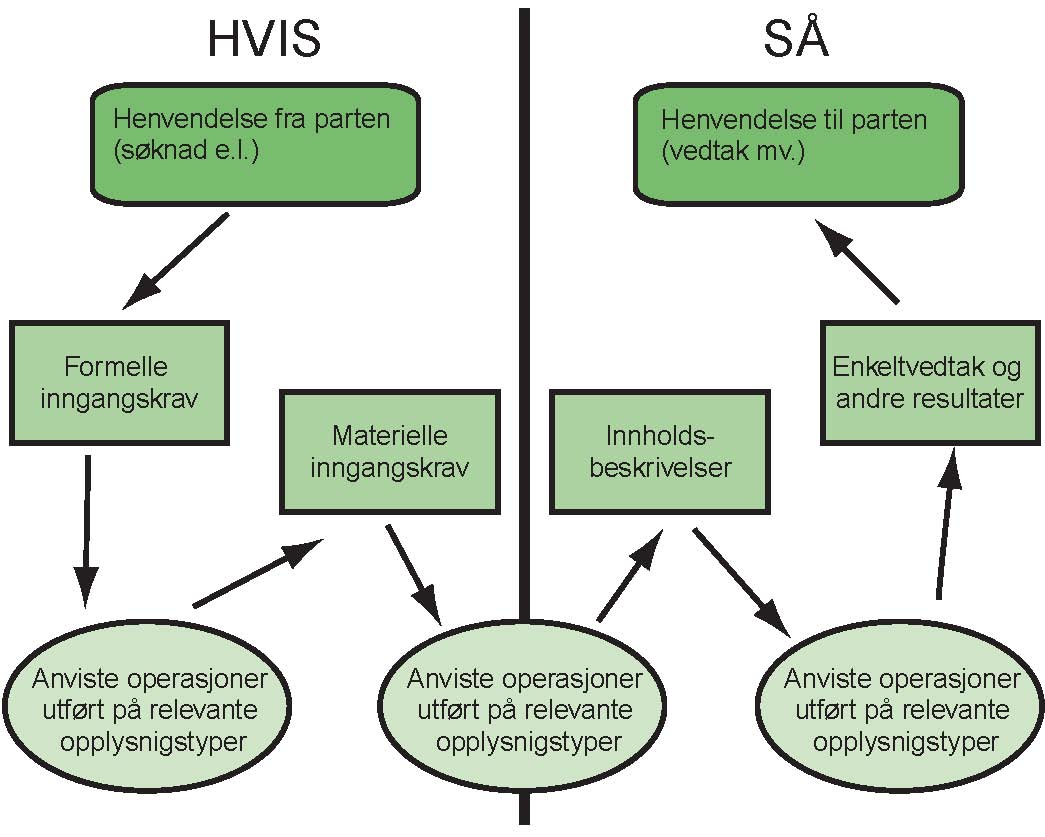 HVIS
Henvendelse fra parten
(søknad e.l.)
Formelle
inngangskrav
Anviste operasjoner
utført på relevante
opplysnigstyper
Materielle
inngangskrav
Anviste operasjoner
utført på relevante
opplysnigstyper
SÅ
Innholds-
beskrivelser
Anviste operasjoner
utført på relevante
opplysnigstyper
Enkeltvedtak og
andre resultater
Henvendelse til parten
(vedtak mv.)